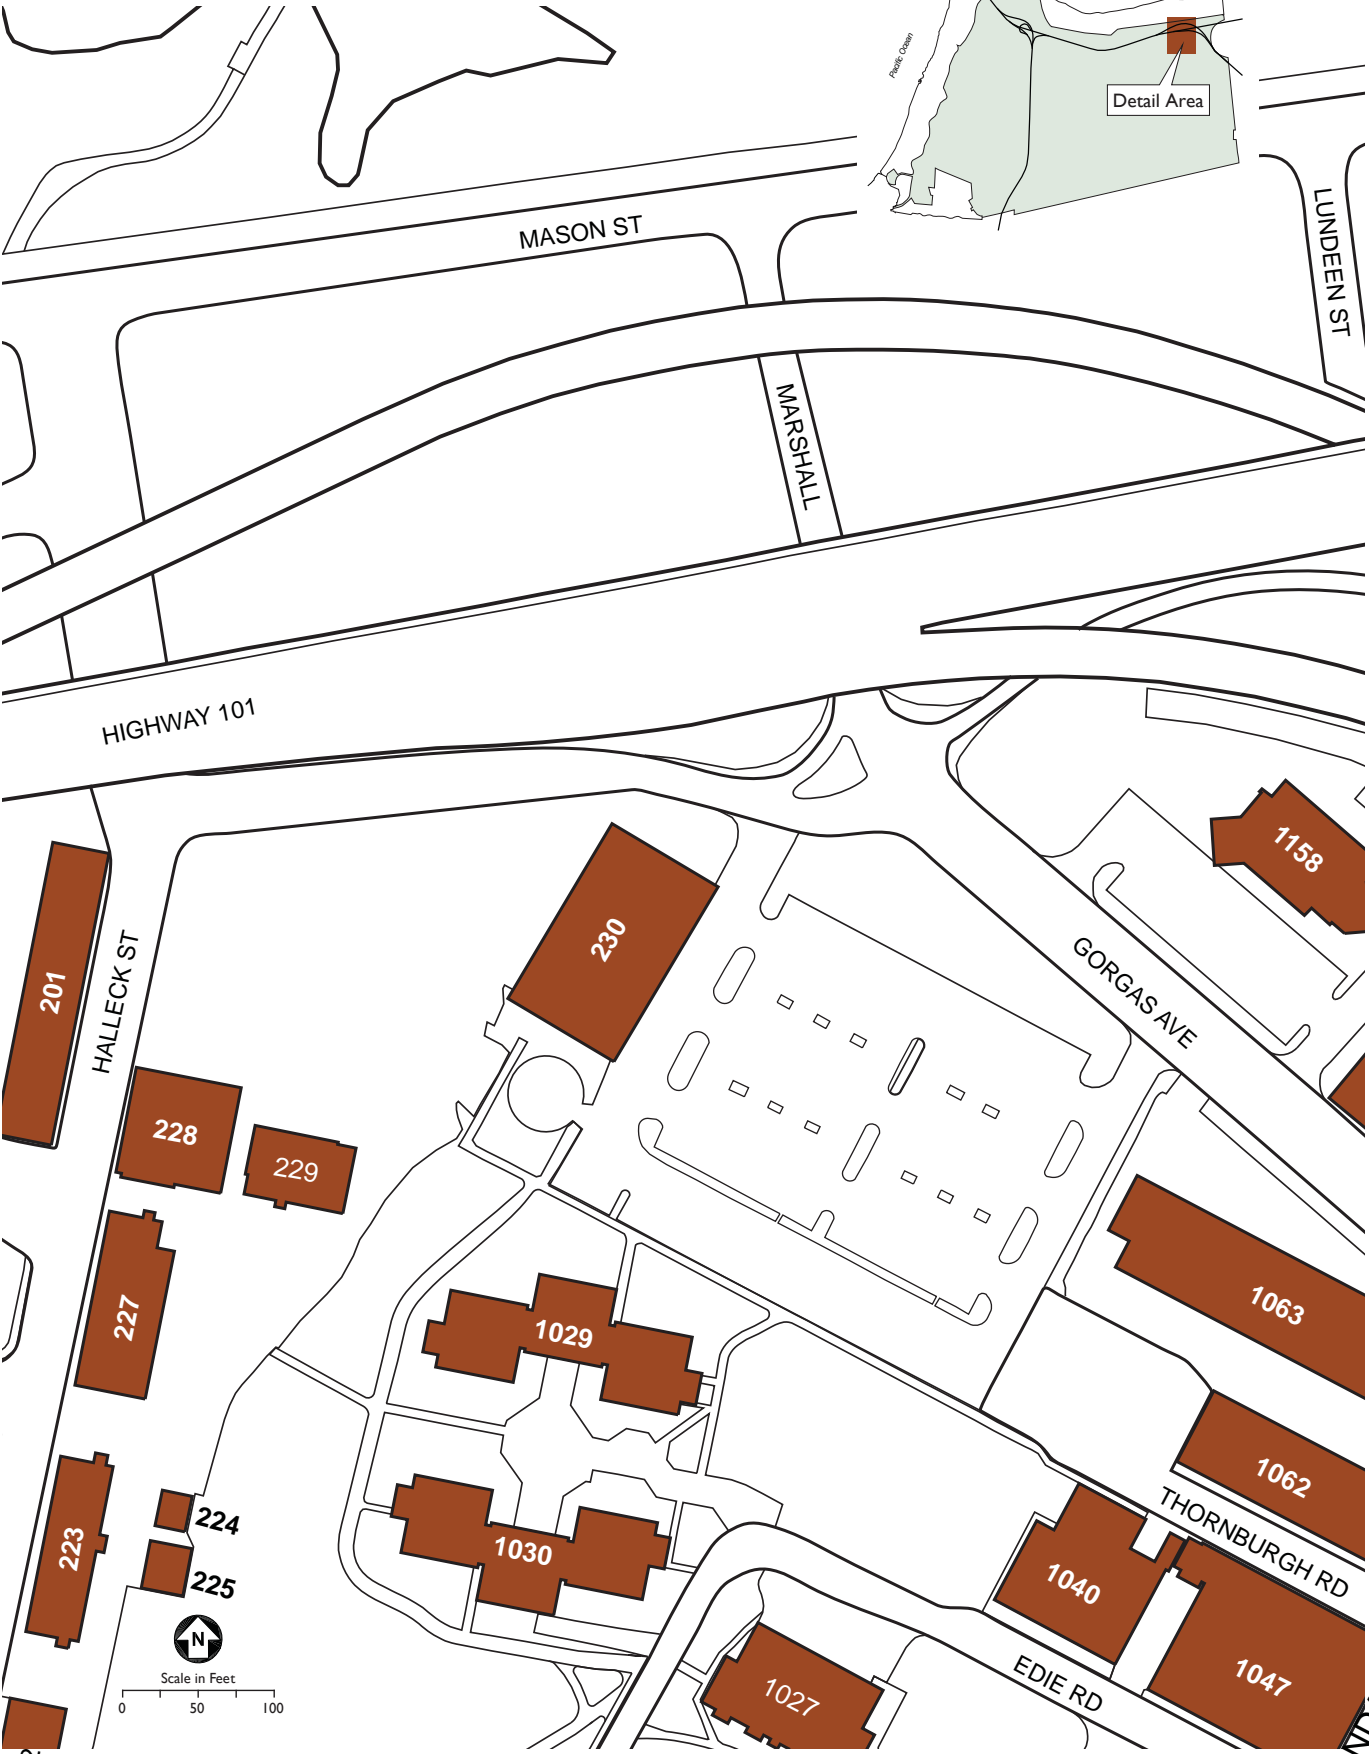 Pacific Ocean
Detail Area
MASON ST
LUNDEEN ST
MARSHALL
HIGHWAY 101
1158
230
201
HALLECK ST
GORGAS AVE
228
229
227
1063
1029
1062
224
223
1030
225
THORNBURGH RD
1040
N
Scale in Feet
0 50 100
1027
EDIE RD
1047